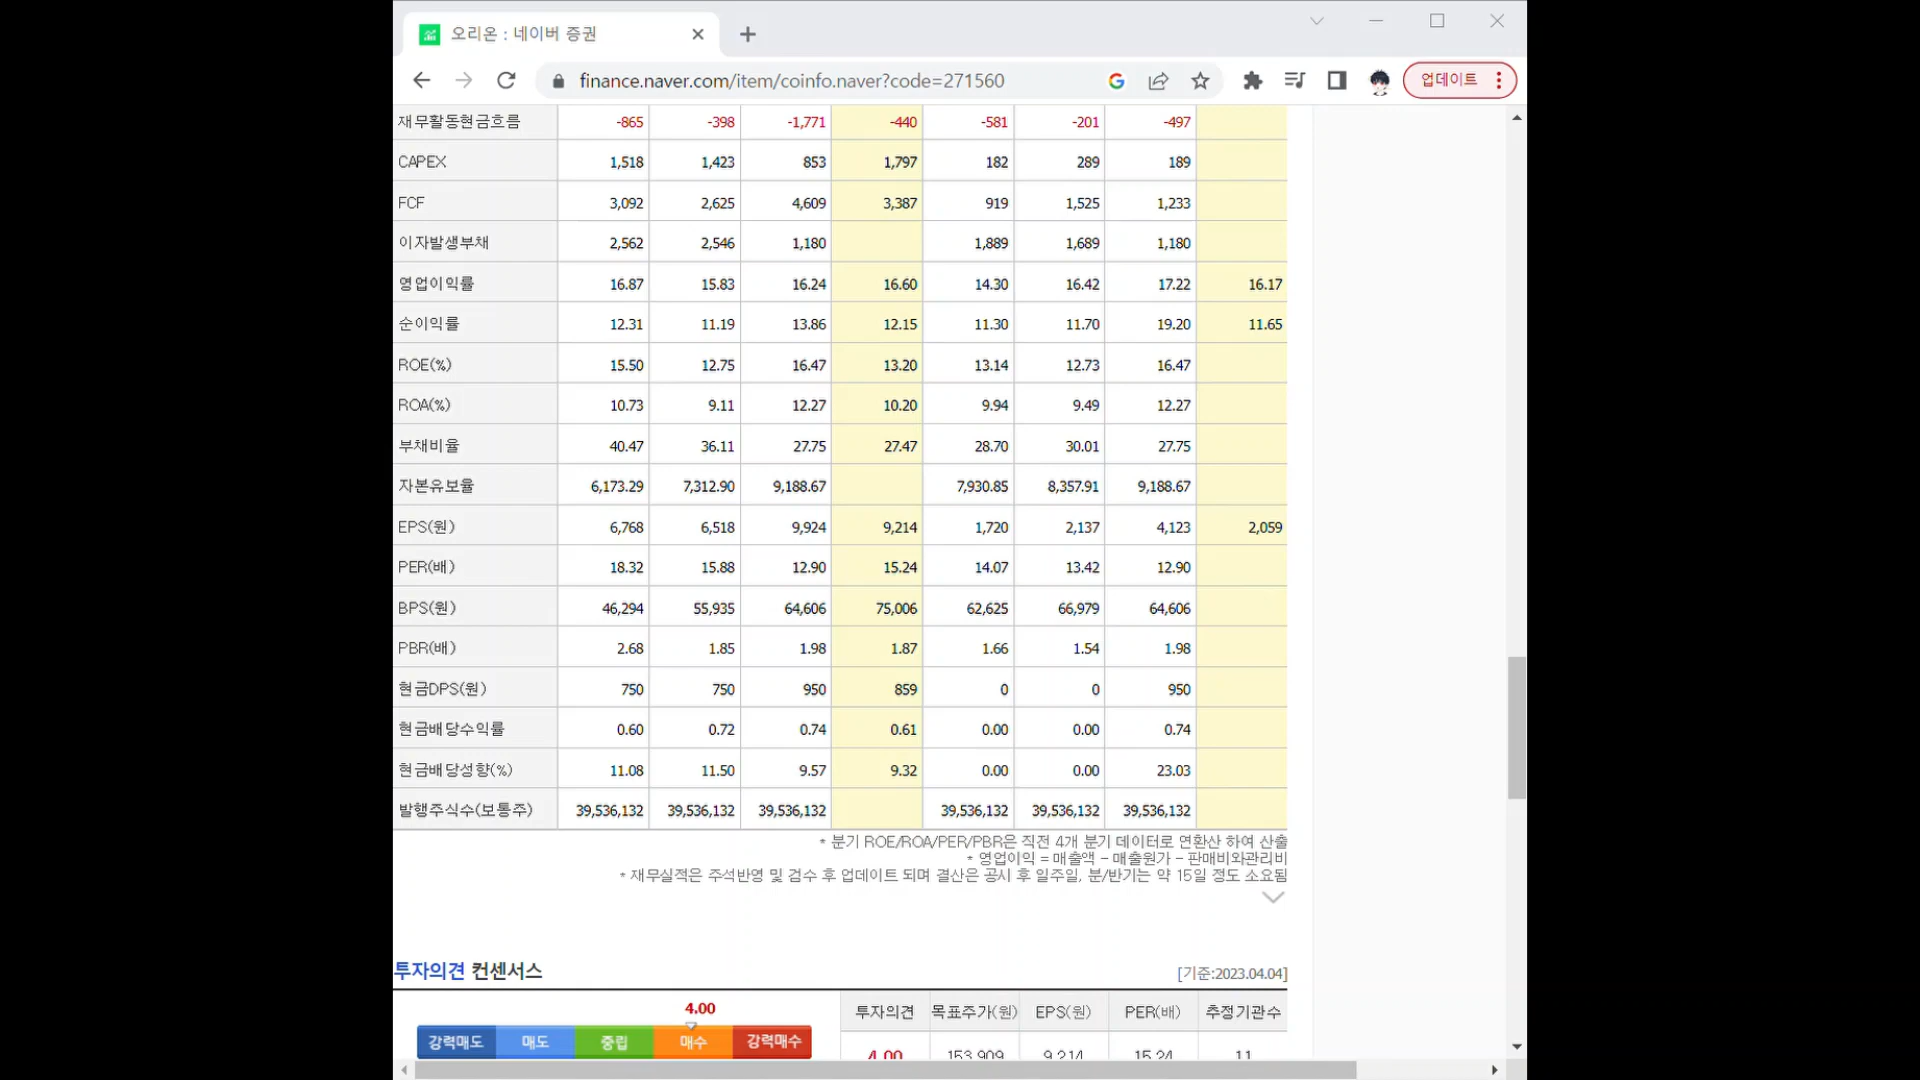 오리온 : 네이버 증권
finance.naver.com/item/coinfo.naver?code=271560
업데이트
재무활동현금흐름 -865 -398 -1,771 -440 -581 -201 -497
CAPEX 1,518 1,423 853 1,797 182 289 189
FCF 3,092 2,625 4,609 3,387 919 1,525 1,233
이자발생부채 2,562 2,546 1,180 1,889 1,689 1,180
영업이익률 16.87 15.83 16.24 16.60 14.30 16.42 17.22 16.17
순이익률 12.31 11.19 13.86 12.15 11.30 11.70 19.20 11.65
ROE(%) 15.50 12.75 16.47 13.20 13.14 12.73 16.47
ROA(%) 10.73 9.11 12.27 10.20 9.94 9.49 12.27
부채비율 40.47 36.11 27.75 27.47 28.70 30.01 27.75
자본유보율 6,173.29 7,312.90 9,188.67 7,930.85 8,357.91 9,188.67
EPS(원) 6,768 6,518 9,924 9,214 1,720 2,137 4,123 2,059
PER(배) 18.32 15.88 12.90 15.24 14.07 13.42 12.90
BPS(원) 46,294 55,935 64,606 75,006 62,625 66,979 64,606
PBR(배) 2.68 1.85 1.98 1.87 1.66 1.54 1.98
현금DPS(원) 750 750 950 859 0 0 950
현금배당수익률 0.60 0.72 0.74 0.61 0.00 0.00 0.74
현금배당성향(%) 11.08 11.50 9.57 9.32 0.00 0.00 23.03
발행주식수(보통주) 39,536,132 39,536,132 39,536,132 39,536,132 39,536,132 39,536,132
* 분기 ROE/ROA/PER/PBR은 직전 4개 분기 데이터로 연환산 하여 산출
* 영업이익 = 매출액 - 매출원가 - 판매비와관리비
* 재무실적은 주석반영 및 검수 후 업데이트 되며 결산은 공시 후 일주일, 분/반기는 약 15일 정도 소요됨
투자의견 컨센서스 [기준:2023.04.04]
4.00
강력매도 매도 중립 매수 강력매수
투자의견 목표주가(원) EPS(원) PER(배) 추정기관수
4.00 153,909 9,214 15.24 11